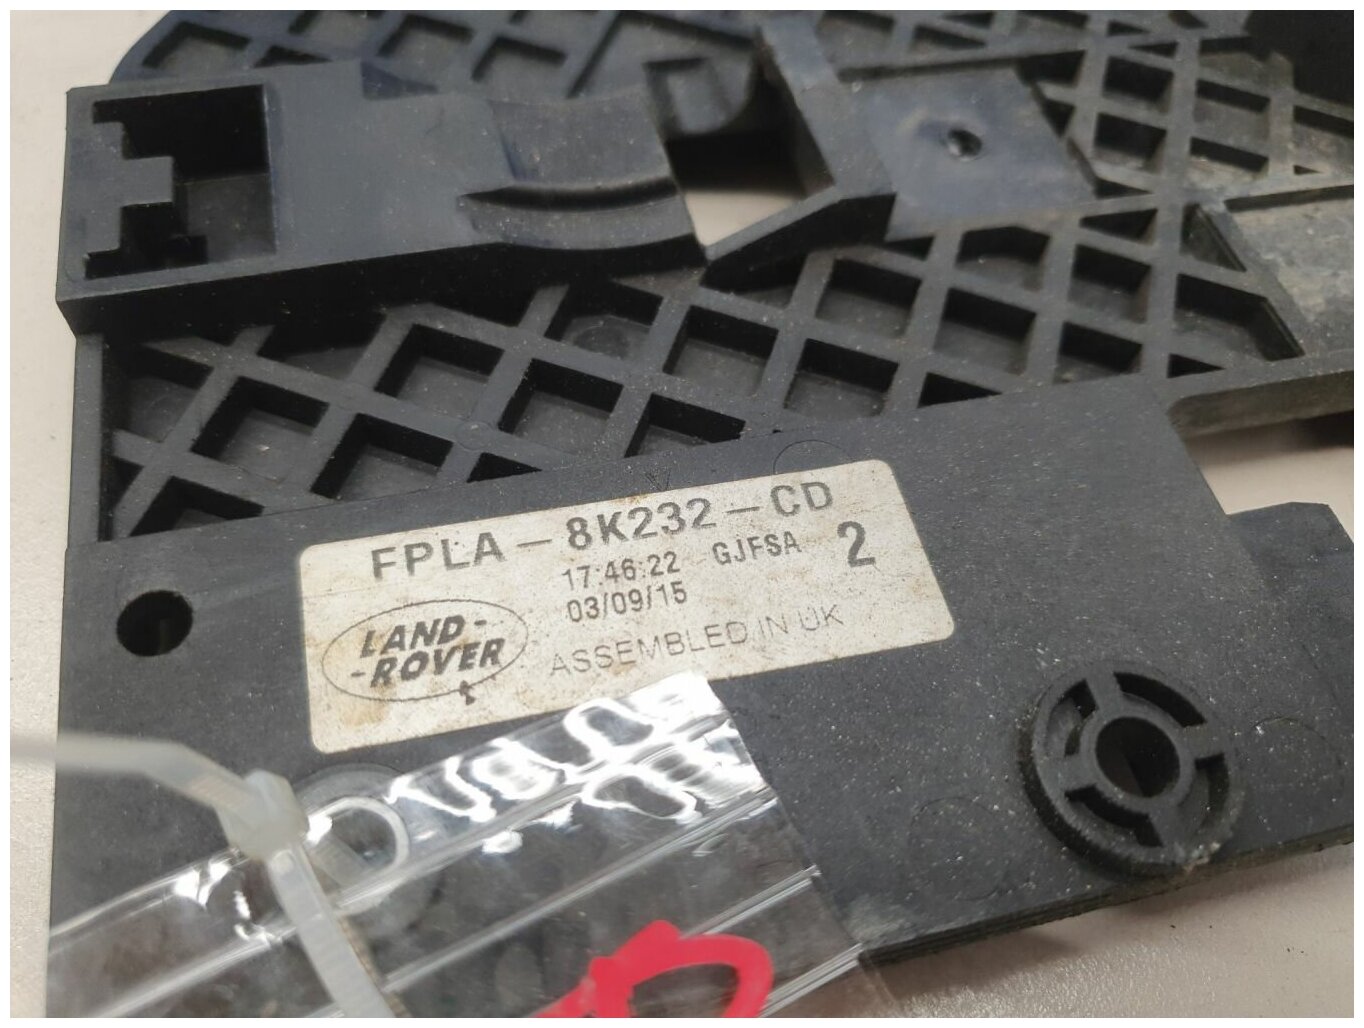 FPLA-8K232-CD
17:46:22 GJFSA 2
03/09/15
LAND-
-ROVER
ASSEMBLED IN UK